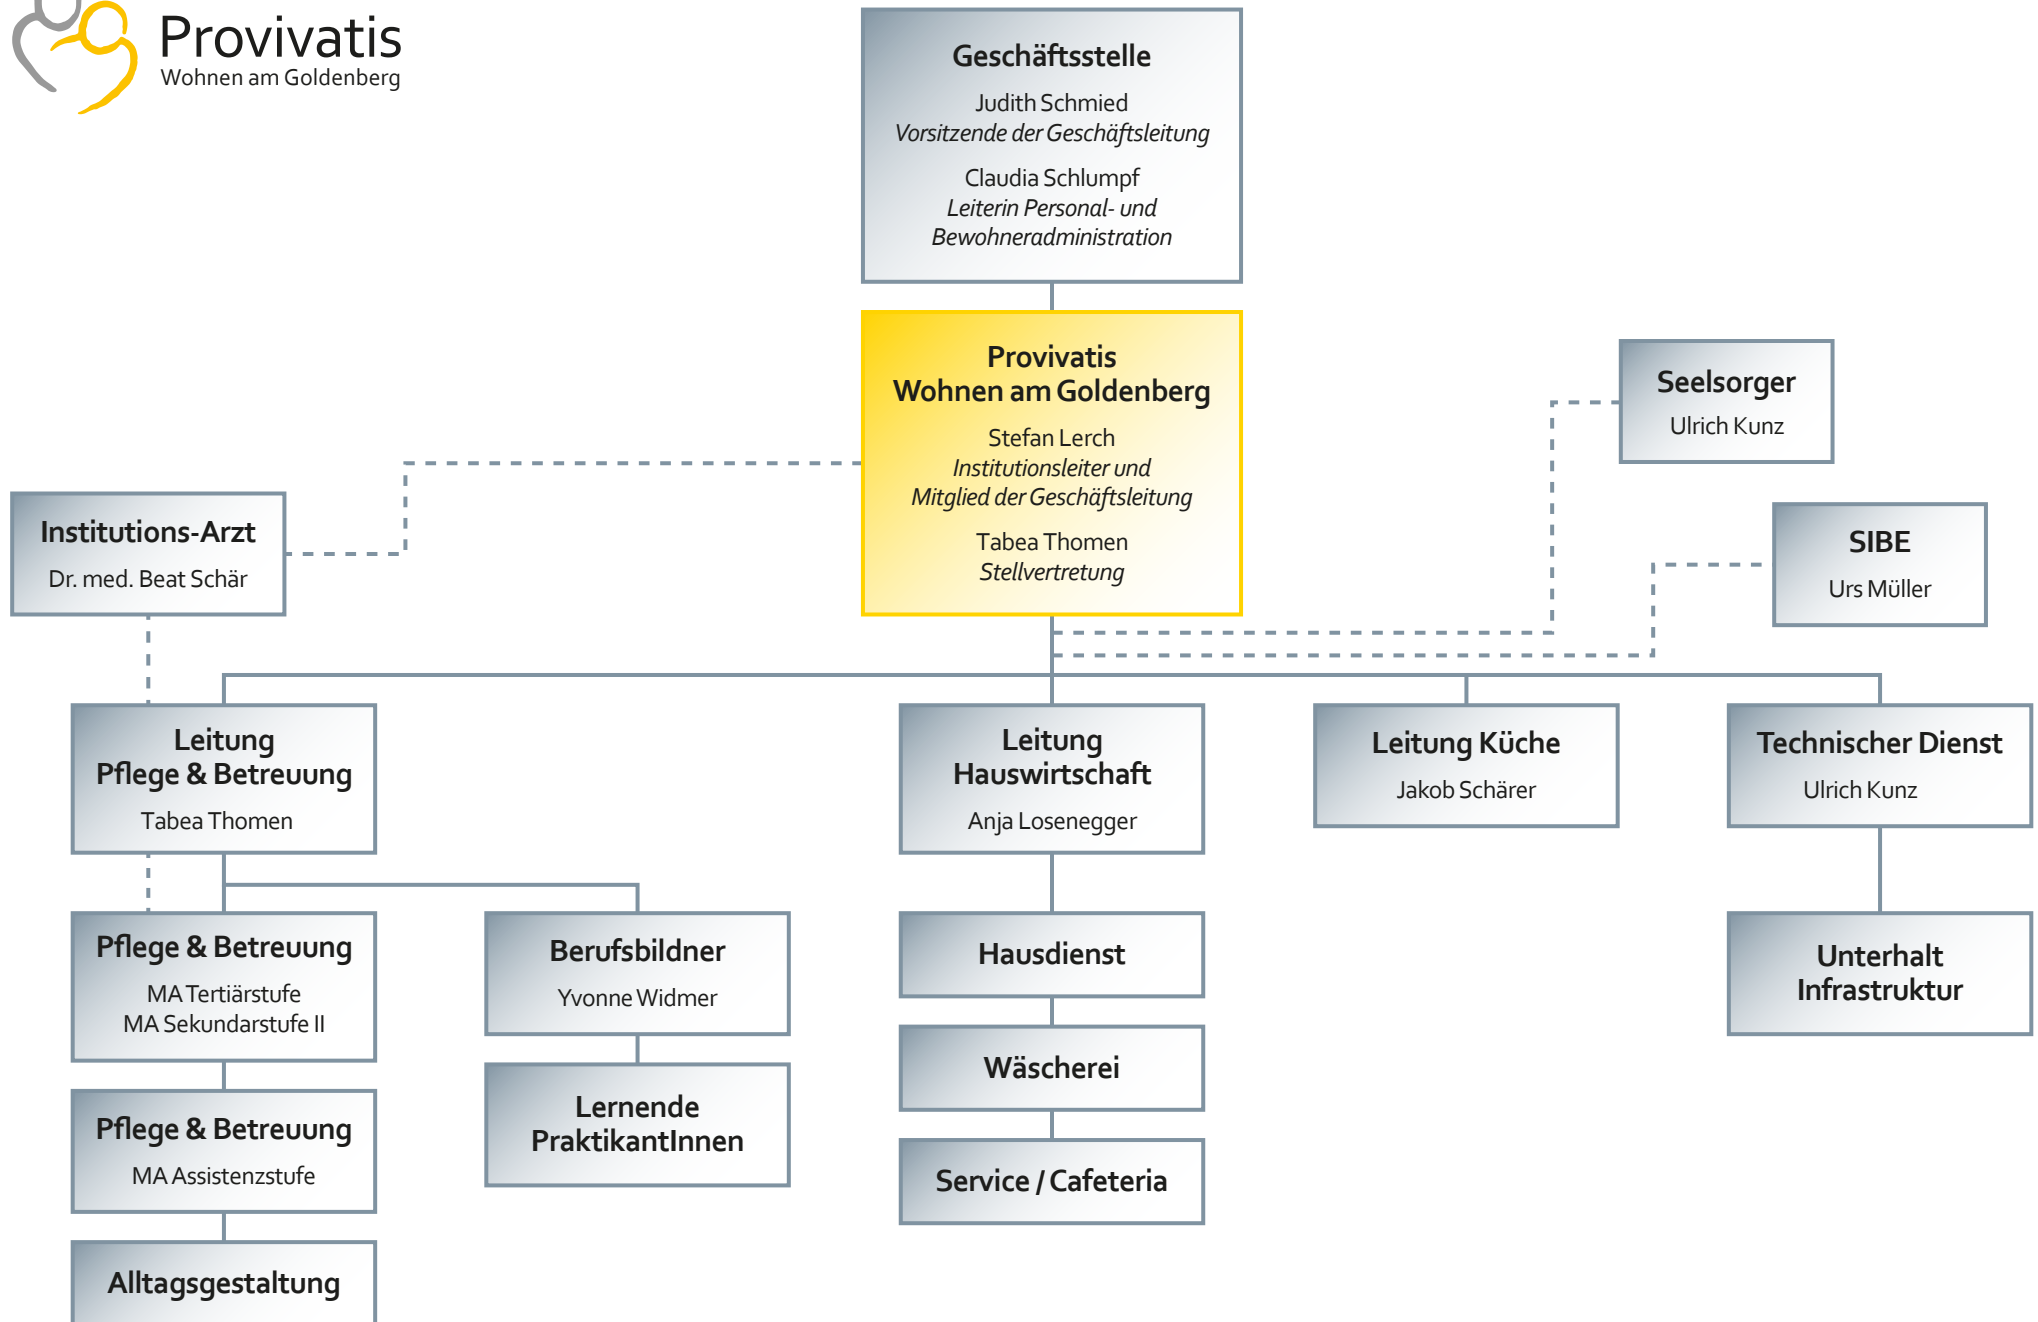 Provivatis
Wohnen am Goldenberg
Geschäftsstelle
Judith Schmied
Vorsitzende der Geschäftsleitung
Claudia Schlumpf
Leiterin Personal- und
Bewohneradministration
Provivatis
Wohnen am Goldenberg
Stefan Lerch
Institutionsleiter und
Mitglied der Geschäftsleitung
Tabea Thomen
Stellvertretung
Seelsorger
Ulrich Kunz
Institutions-Arzt
Dr. med. Beat Schär
SIBE
Urs Müller
Leitung
Pflege & Betreuung
Tabea Thomen
Leitung
Hauswirtschaft
Anja Losenegger
Leitung Küche
Jakob Schärer
Technischer Dienst
Ulrich Kunz
Pflege & Betreuung
MA Tertiärstufe
MA Sekundarstufe II
Berufsbildner
Yvonne Widmer
Hausdienst
Unterhalt
Infrastruktur
Wäscherei
Lernende
PraktikantInnen
Pflege & Betreuung
MA Assistenzstufe
Service / Cafeteria
Alltagsgestaltung